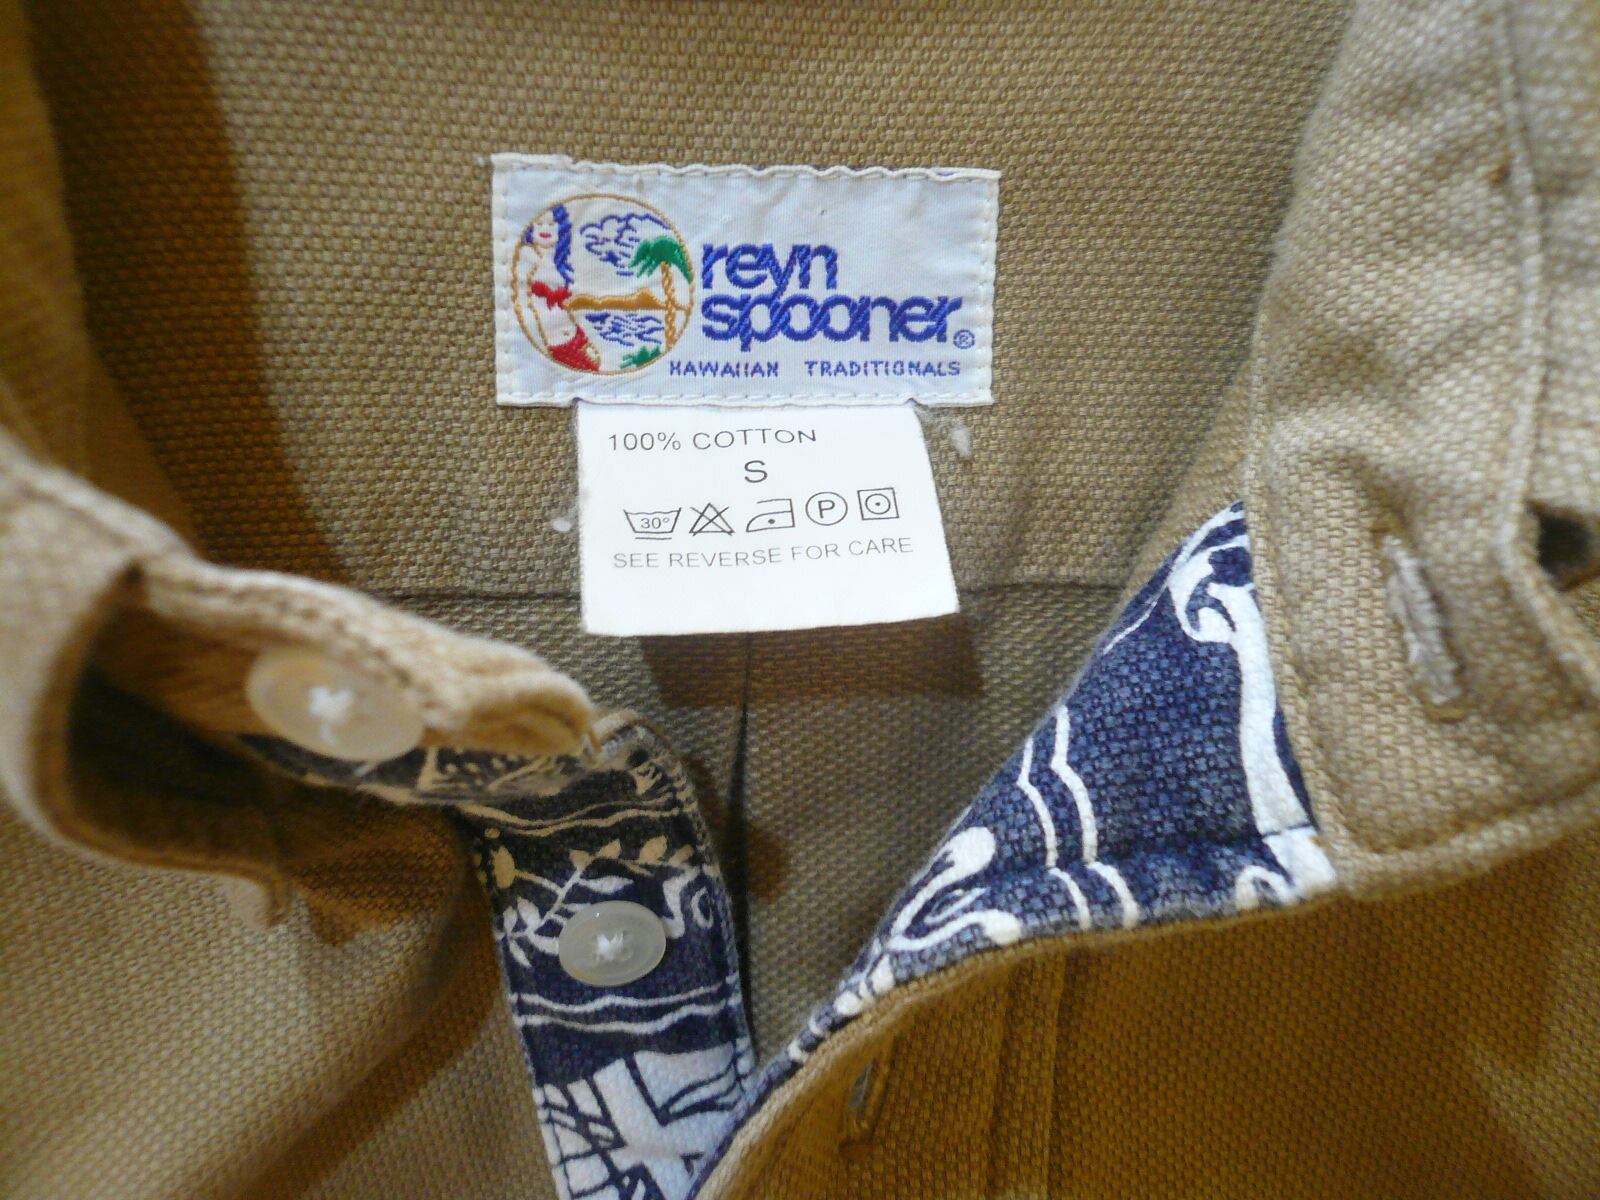 reyn
spooner®
HAWAIIAN TRADITIONALS
100% COTTON
S
30° P
SEE REVERSE FOR CARE